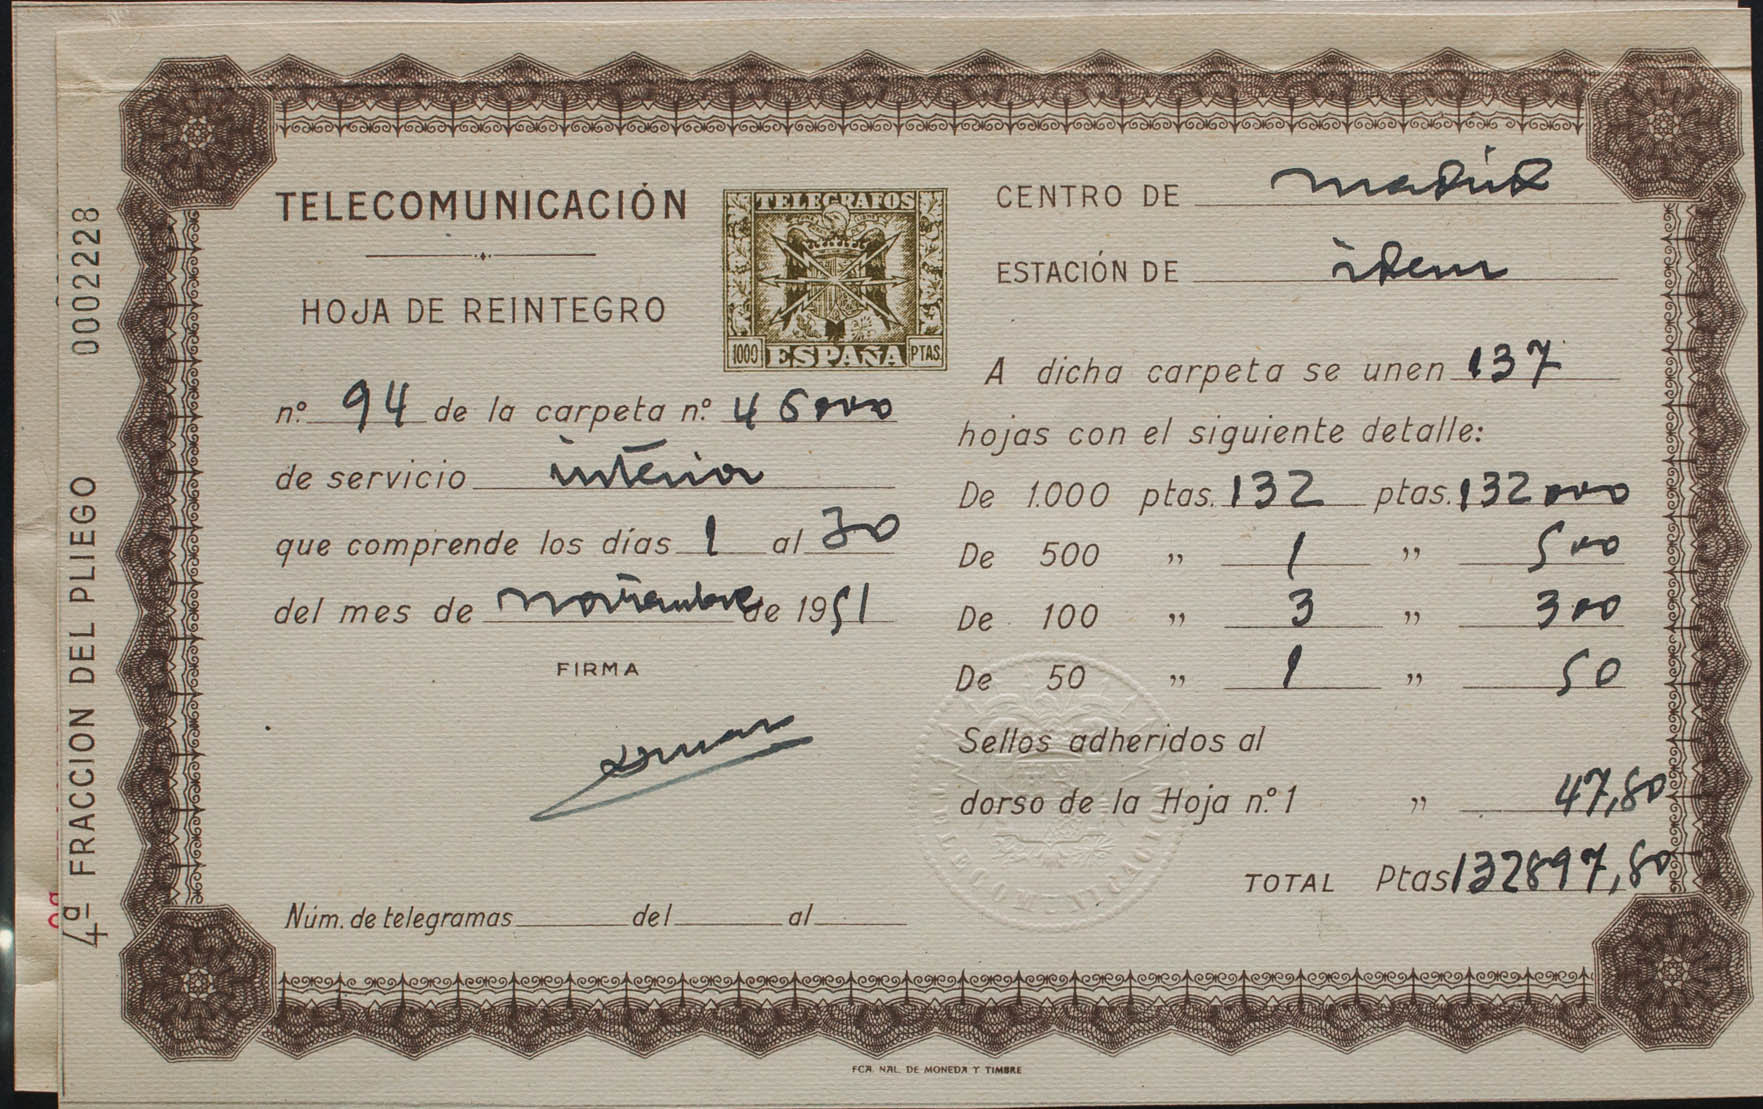 4ª FRACCION DEL PLIEGO 0002228
TELECOMUNICACIÓN
HOJA DE REINTEGRO
TELEGRAFOS
1000 ESPAÑA PTAS.
CENTRO DE Madrid
ESTACIÓN DE idem
nº. 94 de la carpeta nº.
de servicio interior
que comprende los días 1 al 30
del mes de noviembre de 1951
FIRMA
Núm. de telegramas del al
A dicha carpeta se unen 137
hojas con el siguiente detalle:
De 1.000 ptas. 132 ptas. 132000
De 500 " 1 " 500
De 100 " 3 " 300
De 50 " 1 " 50
Sellos adheridos al
dorso de la Hoja n.º 1 " 47,80
TOTAL Ptas 132897,80
TELECOMUNICACION
FCA. NAL. DE MONEDA Y TIMBRE